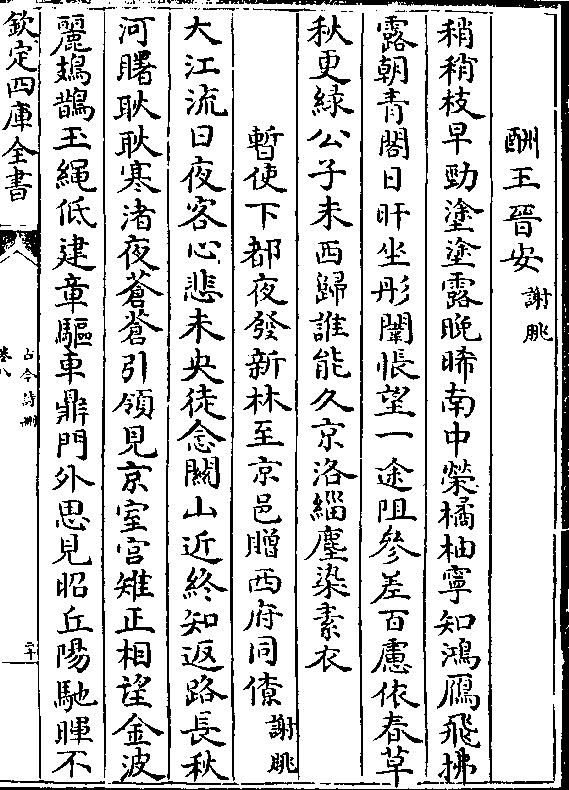 酬王晉安 謝朓
稍稍枝早勁塗塗露晚晞南中榮橘柚寧知鴻鴈飛拂
露朝青閣日旰坐彤闈悵望一途阻參差百慮依春草
秋更緑公子未西歸誰能久京洛緇塵染素衣
暫使下都夜發新林至京邑贈西府同僚 謝朓
大江流日夜客心悲未央徒念關山近終知返路長秋
河曙耿耿寒渚夜蒼蒼引領見京室宫雉正相望金波
麗鳷鵲玉繩低建章驅車鼎門外思見昭丘陽馳暉不
欽定四庫全書
古今詩刪
卷八
二十